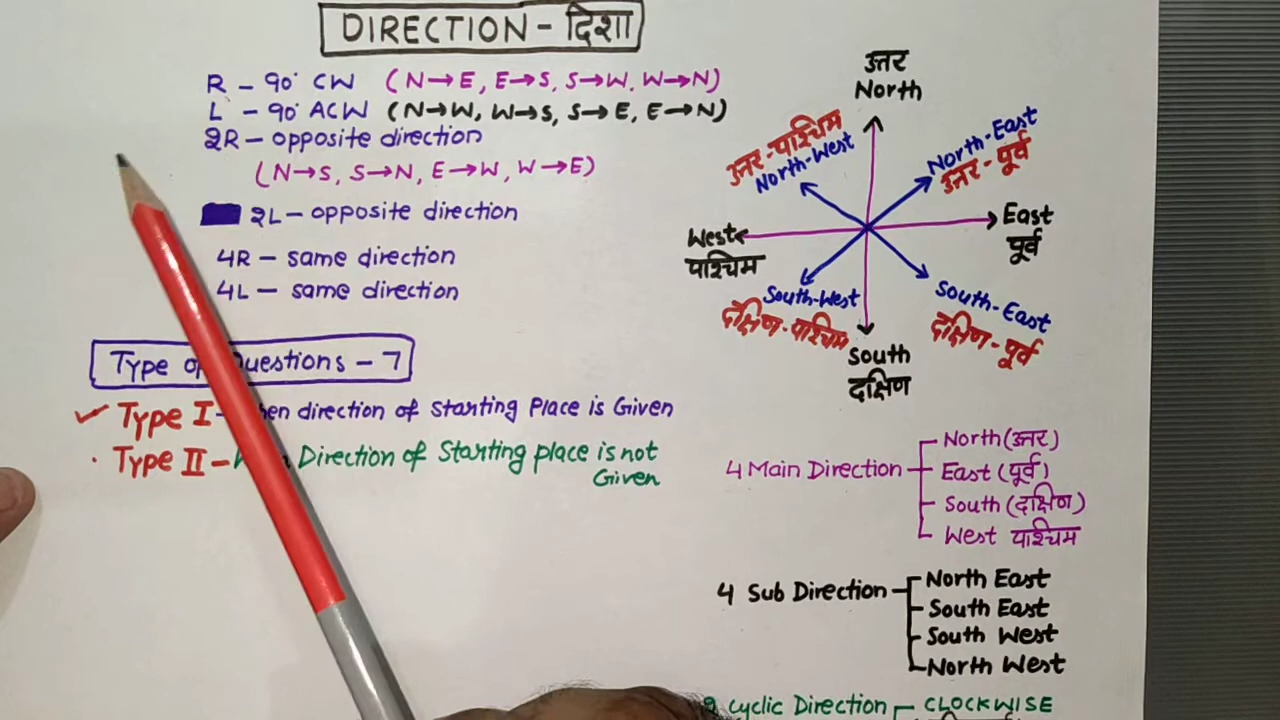 DIRECTION - दिशा
R - 90° CW (N→E, E→S, S→W, W→N)
L - 90° ACW (N→W, W→S, S→E, E→N)
2R - opposite direction
(N→S, S→N, E→W, W→E)
2L - opposite direction
4R - same direction
4L - same direction
Type of Questions - 7
Type I - When direction of Starting Place is Given
Type II - Direction of Starting place is not
Given
उत्तर
North
उत्तर-पश्चिम
North-West
North-East
उत्तर-पूर्व
West
पश्चिम
East
पूर्व
South-West
दक्षिण-पश्चिम
South-East
दक्षिण-पूर्व
South
दक्षिण
4 Main Direction
North (उत्तर)
East (पूर्व)
South (दक्षिण)
West पाश्चिम
4 Sub Direction
North East
South East
South West
North West
2 Cyclic Direction
CLOCKWISE